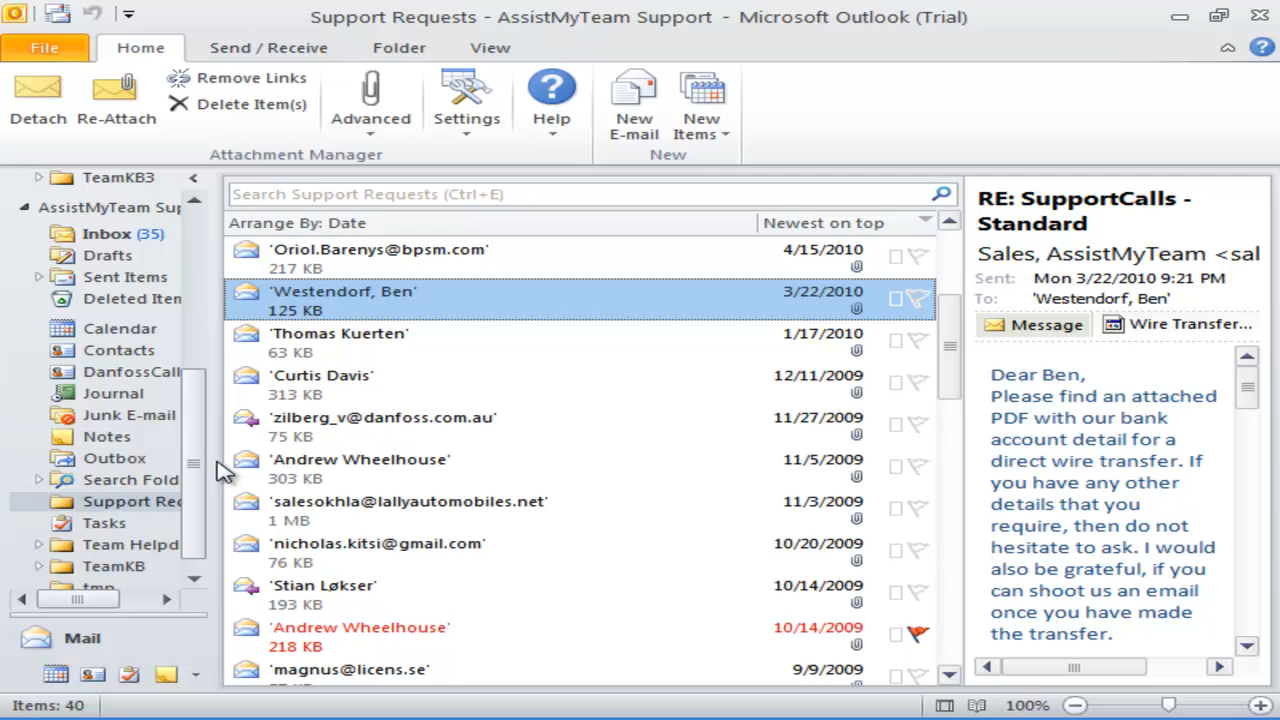 Support Requests - AssistMyTeam Support - Microsoft Outlook (Trial)
File Home Send / Receive Folder View
Detach
Re-Attach
Remove Links
Delete Item(s)
Advanced
Settings
Help
New E-mail
New Items
Attachment Manager
New
TeamKB3
AssistMyTeam Sup
Inbox (35)
Drafts
Sent Items
Deleted Iten
Calendar
Contacts
DanfossCall
Journal
Junk E-mail
Notes
Outbox
Search Fold
Support Rec
Tasks
Team Helpd
TeamKB
tmp
Mail
Search Support Requests (Ctrl+E)
Arrange By: Date Newest on top
'Oriol.Barenys@bpsm.com' 4/15/2010
217 KB
'Westendorf, Ben' 3/22/2010
125 KB
'Thomas Kuerten' 1/17/2010
63 KB
'Curtis Davis' 12/11/2009
313 KB
'zilberg_v@danfoss.com.au' 11/27/2009
75 KB
'Andrew Wheelhouse' 11/5/2009
303 KB
'salesokhla@lallyautomobiles.net' 11/3/2009
1 MB
'nicholas.kitsi@gmail.com' 10/20/2009
76 KB
'Stian Løkser' 10/14/2009
193 KB
'Andrew Wheelhouse' 10/14/2009
218 KB
'magnus@licens.se' 9/9/2009
RE: SupportCalls -
Standard
Sales, AssistMyTeam <sal
Sent: Mon 3/22/2010 9:21 PM
To: 'Westendorf, Ben'
Message Wire Transfer...
Dear Ben,
Please find an attached
PDF with our bank
account detail for a
direct wire transfer. If
you have any other
details that you
require, then do not
hesitate to ask. I would
also be grateful, if you
can shoot us an email
once you have made
the transfer.
Items: 40
100%